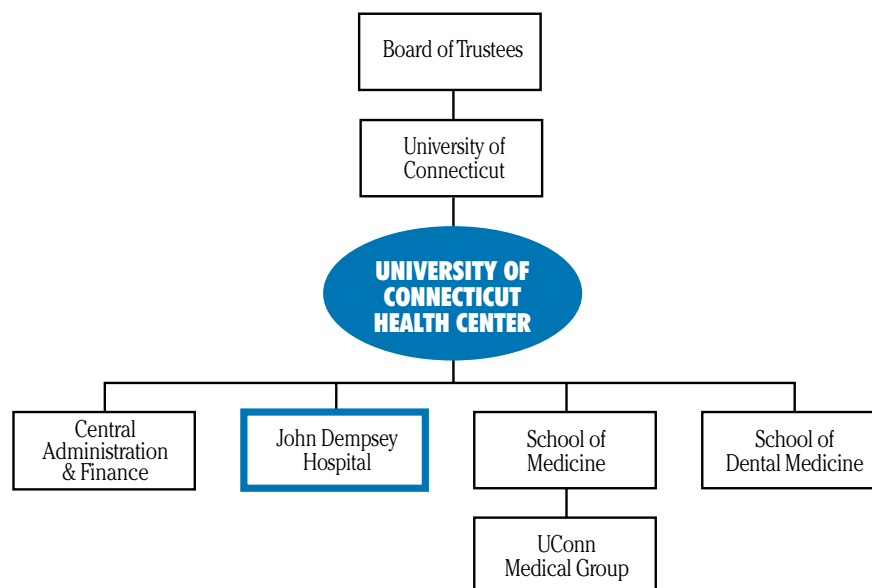 Board of Trustees
University of
Connecticut
UNIVERSITY OF
CONNECTICUT
HEALTH CENTER
Central
Administration
& Finance
John Dempsey
Hospital
School of
Medicine
School of
Dental Medicine
UConn
Medical Group